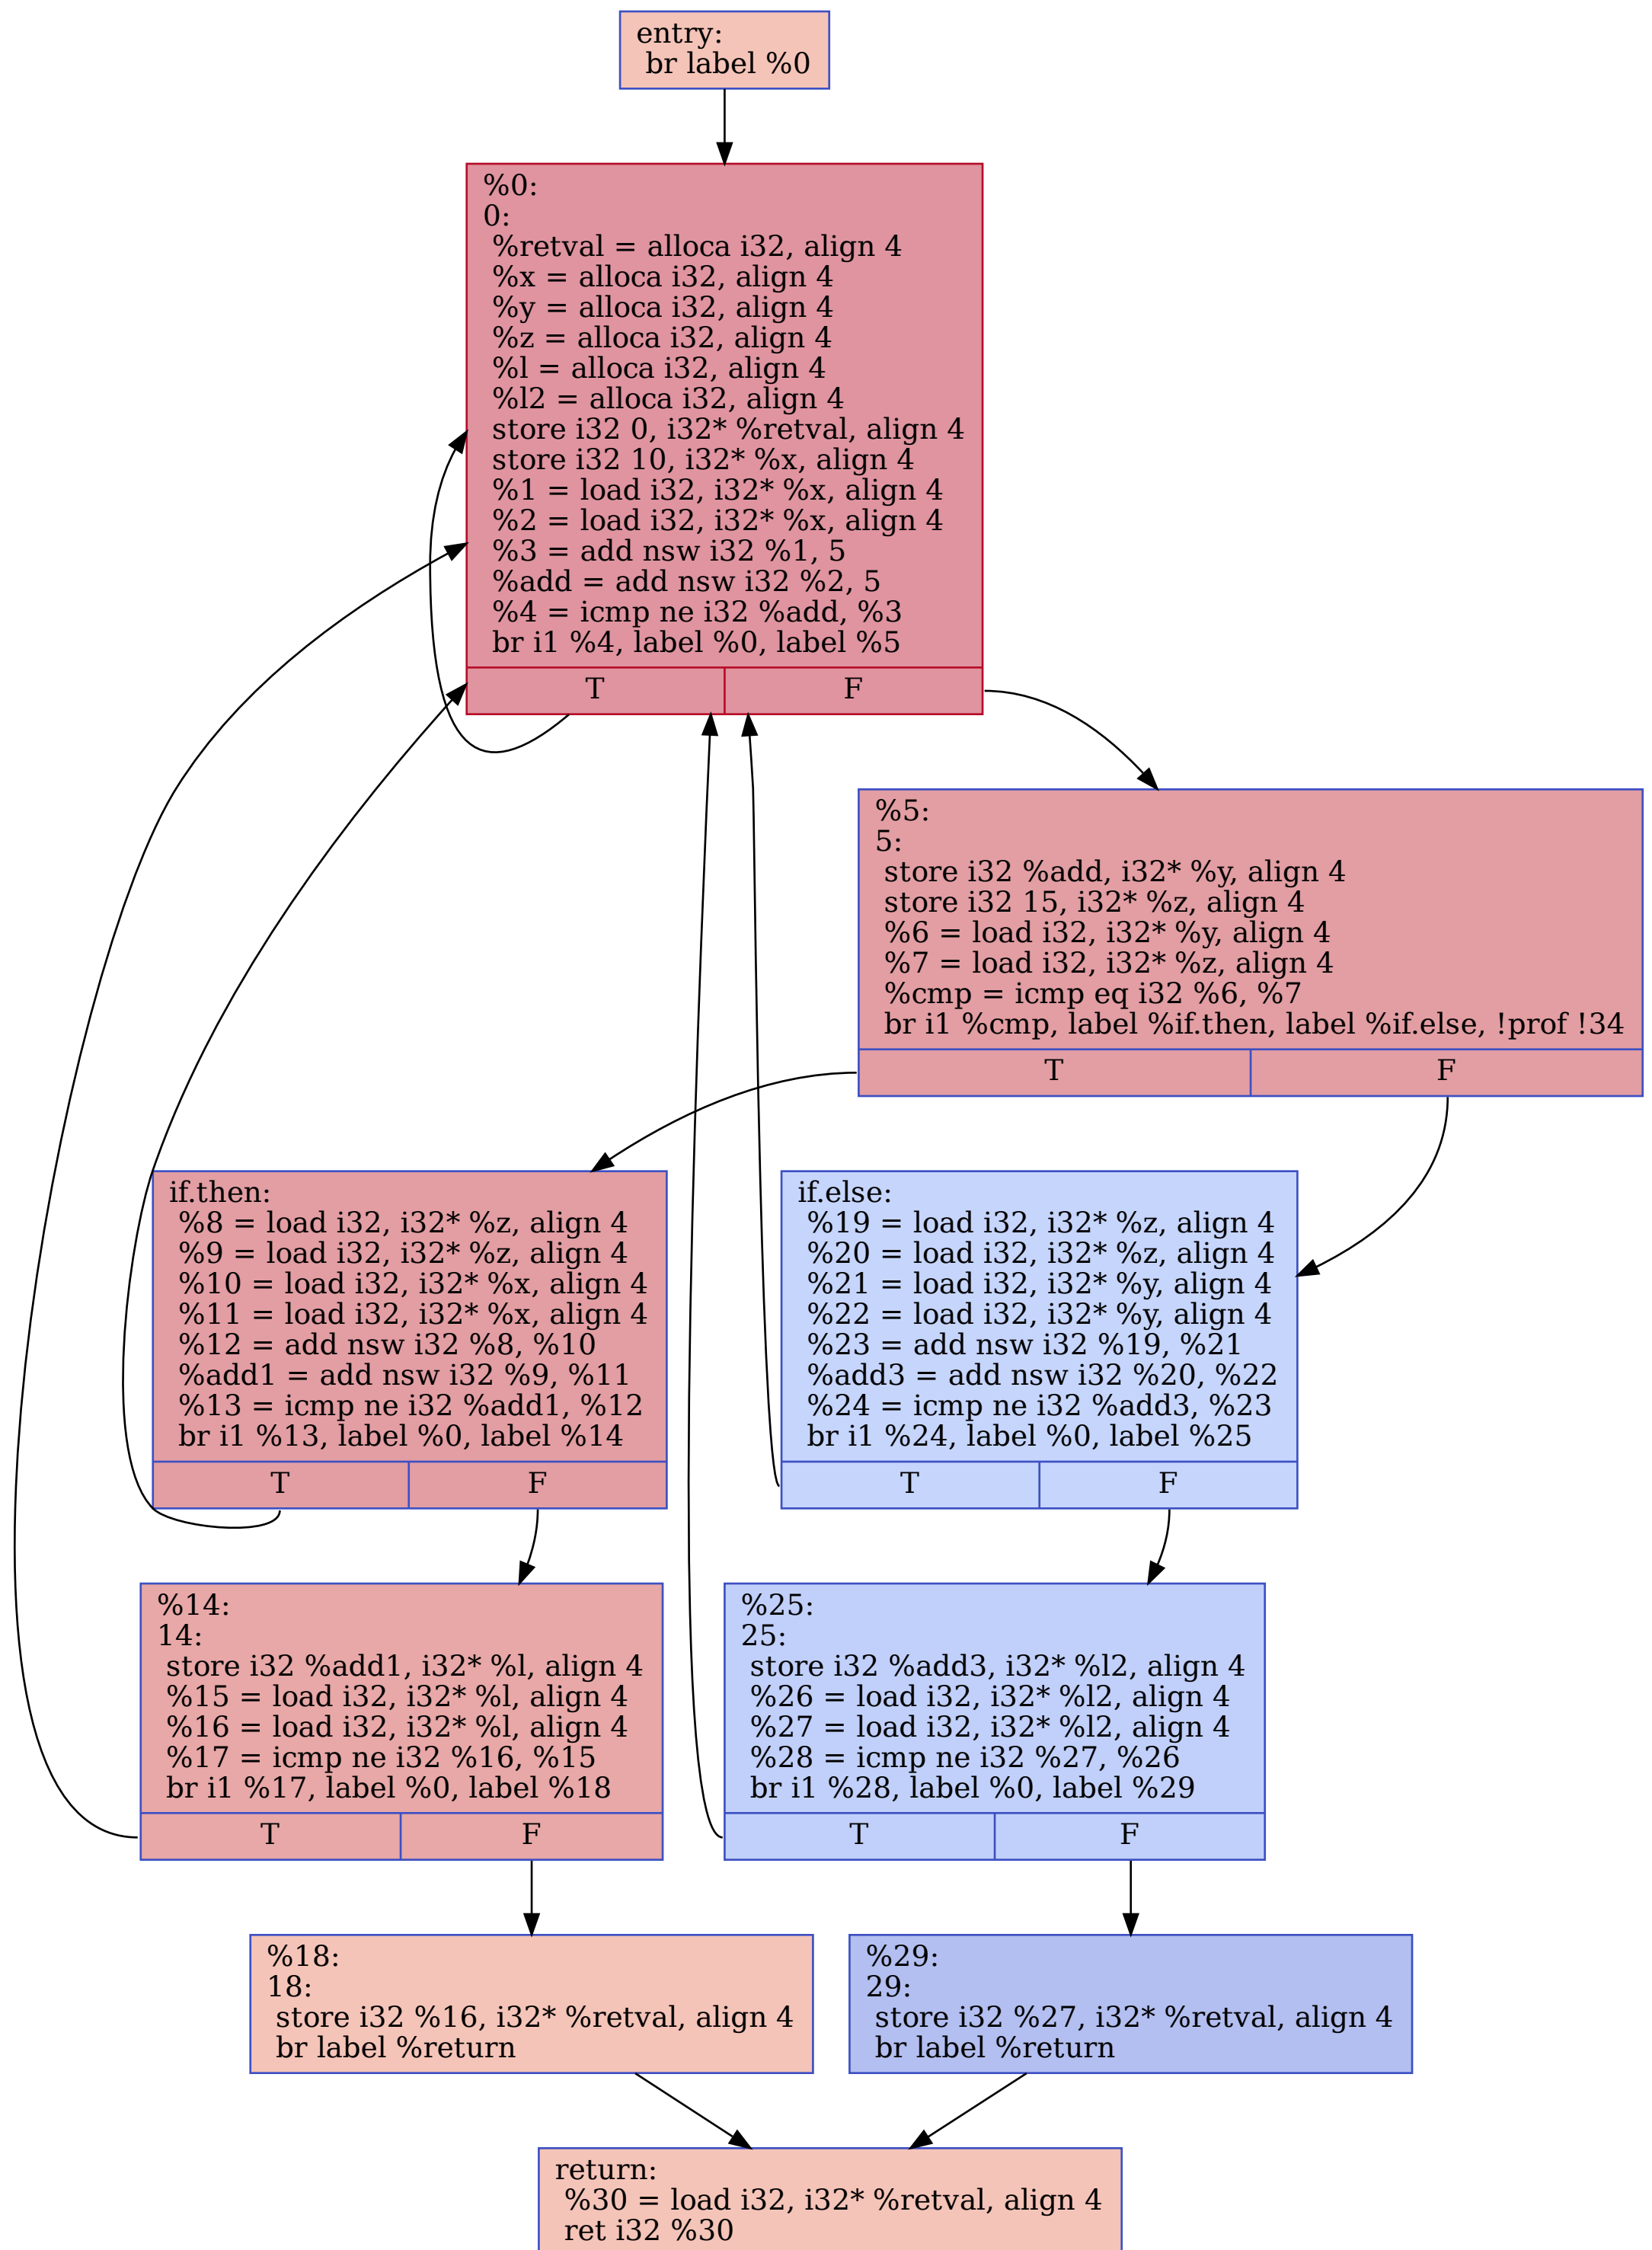 entry:
br label %0
%0:
0:
%retval = alloca i32, align 4
%x = alloca i32, align 4
%y = alloca i32, align 4
%z = alloca i32, align 4
%l = alloca i32, align 4
%l2 = alloca i32, align 4
store i32 0, i32* %retval, align 4
store i32 10, i32* %x, align 4
%1 = load i32, i32* %x, align 4
%2 = load i32, i32* %x, align 4
%3 = add nsw i32 %1, 5
%add = add nsw i32 %2, 5
%4 = icmp ne i32 %add, %3
br i1 %4, label %0, label %5
T F
%5:
5:
store i32 %add, i32* %y, align 4
store i32 15, i32* %z, align 4
%6 = load i32, i32* %y, align 4
%7 = load i32, i32* %z, align 4
%cmp = icmp eq i32 %6, %7
br i1 %cmp, label %if.then, label %if.else, !prof !34
T F
if.then:
%8 = load i32, i32* %z, align 4
%9 = load i32, i32* %z, align 4
%10 = load i32, i32* %x, align 4
%11 = load i32, i32* %x, align 4
%12 = add nsw i32 %8, %10
%add1 = add nsw i32 %9, %11
%13 = icmp ne i32 %add1, %12
br i1 %13, label %0, label %14
T F
if.else:
%19 = load i32, i32* %z, align 4
%20 = load i32, i32* %z, align 4
%21 = load i32, i32* %y, align 4
%22 = load i32, i32* %y, align 4
%23 = add nsw i32 %19, %21
%add3 = add nsw i32 %20, %22
%24 = icmp ne i32 %add3, %23
br i1 %24, label %0, label %25
T F
%14:
14:
store i32 %add1, i32* %l, align 4
%15 = load i32, i32* %l, align 4
%16 = load i32, i32* %l, align 4
%17 = icmp ne i32 %16, %15
br i1 %17, label %0, label %18
T F
%25:
25:
store i32 %add3, i32* %l2, align 4
%26 = load i32, i32* %l2, align 4
%27 = load i32, i32* %l2, align 4
%28 = icmp ne i32 %27, %26
br i1 %28, label %0, label %29
T F
%18:
18:
store i32 %16, i32* %retval, align 4
br label %return
%29:
29:
store i32 %27, i32* %retval, align 4
br label %return
return:
%30 = load i32, i32* %retval, align 4
ret i32 %30